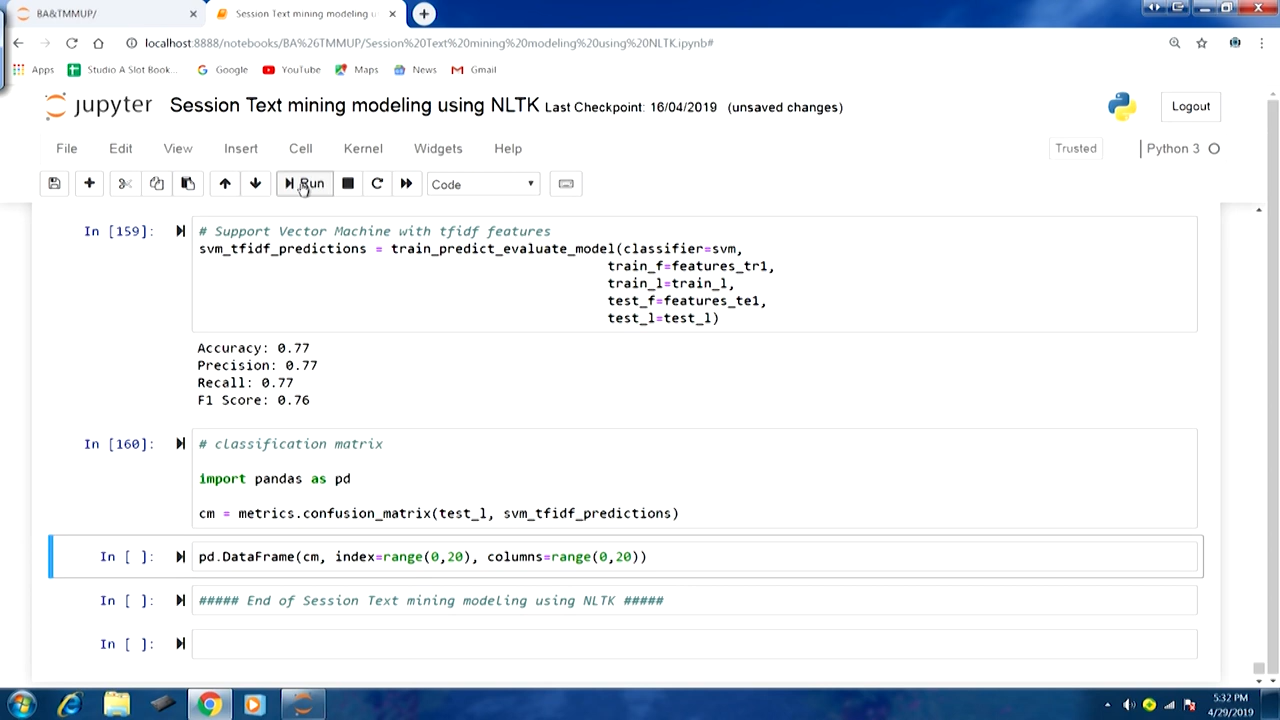 BA&TMMUP/
Session Text mining modeling u
localhost:8888/notebooks/BA%26TMMUP/Session%20Text%20mining%20modeling%20using%20NLTK.ipynb#
Apps Studio A Slot Book... Google YouTube Maps News Gmail
jupyter Session Text mining modeling using NLTK Last Checkpoint: 16/04/2019 (unsaved changes)
Logout
File Edit View Insert Cell Kernel Widgets Help
Trusted Python 3
Run Code
In [159]:
# Support Vector Machine with tfidf features
svm_tfidf_predictions = train_predict_evaluate_model(classifier=svm,
train_f=features_tr1,
train_l=train_l,
test_f=features_te1,
test_l=test_l)
Accuracy: 0.77
Precision: 0.77
Recall: 0.77
F1 Score: 0.76
In [160]:
# classification matrix
import pandas as pd
cm = metrics.confusion_matrix(test_l, svm_tfidf_predictions)
In [ ]: pd.DataFrame(cm, index=range(0,20), columns=range(0,20))
In [ ]: ##### End of Session Text mining modeling using NLTK #####
In [ ]:
5:32 PM
4/29/2019